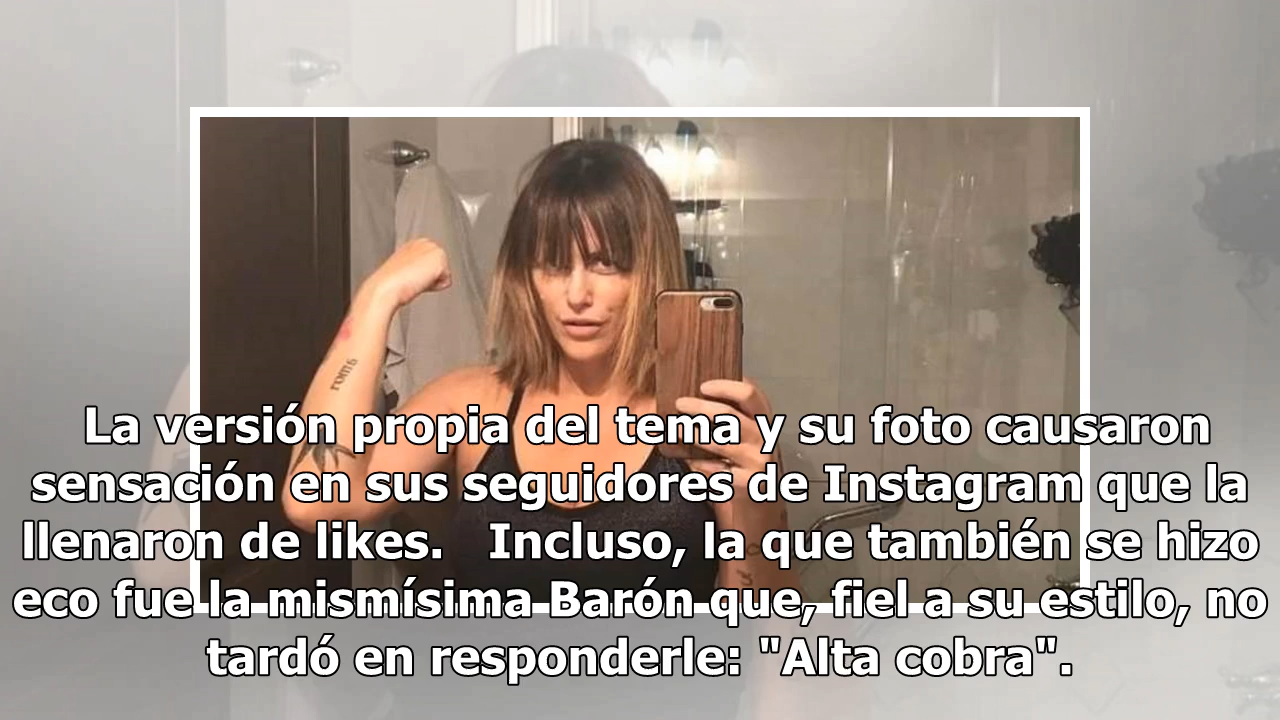 roma
La versión propia del tema y su foto causaron
sensación en sus seguidores de Instagram que la
llenaron de likes.   Incluso, la que también se hizo
eco fue la mismísima Barón que, fiel a su estilo, no
tardó en responderle: "Alta cobra".